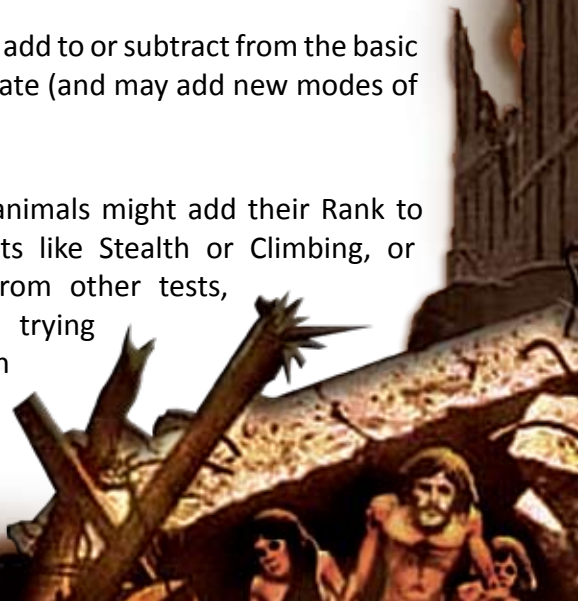 add to or subtract from the basic
ate (and may add new modes of
animals might add their Rank to
ts like Stealth or Climbing, or
rom other tests,
trying